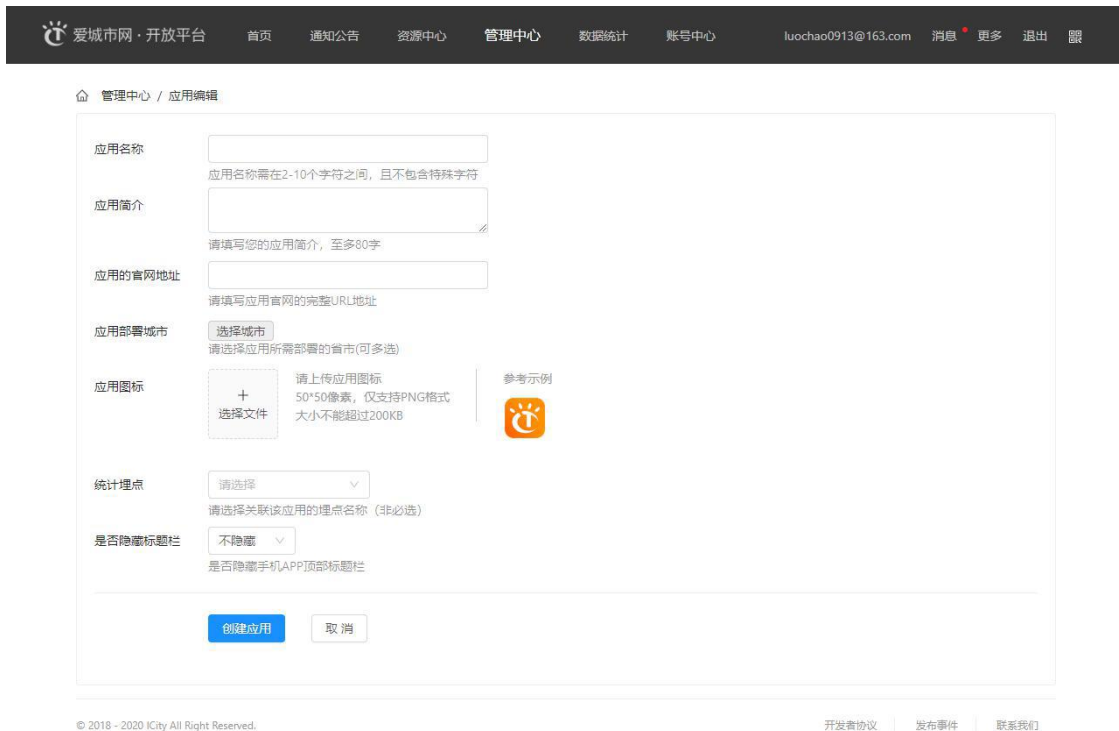 爱城市网·开放平台 首页 通知公告 资源中心 管理中心 数据统计 账号中心 luochao0913@163.com 消息 更多 退出
管理中心 / 应用编辑
应用名称
应用名称需在2-10个字符之间，且不包含特殊字符
应用简介
请填写您的应用简介，至多80字
应用的官网地址
请填写应用官网的完整URL地址
应用部署城市 选择城市
请选择应用所需部署的省市(可多选)
应用图标
+
选择文件
请上传应用图标
50*50像素，仅支持PNG格式
大小不能超过200KB
参考示例
统计埋点 请选择
请选择关联该应用的埋点名称（非必选）
是否隐藏标题栏 不隐藏
是否隐藏手机APP顶部标题栏
创建应用 取 消
© 2018 - 2020 ICity All Right Reserved. 开发者协议 发布事件 联系我们